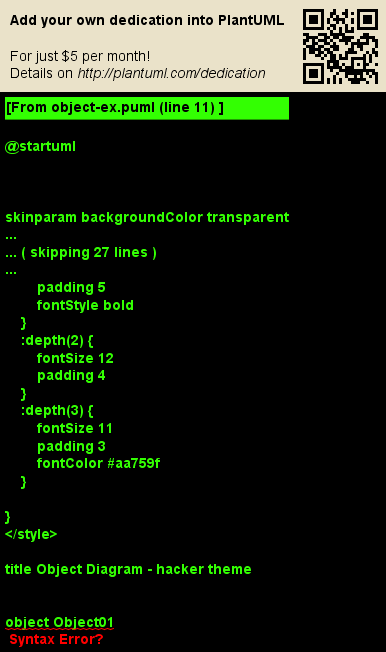 Add your own dedication into PlantUML
For just $5 per month!
Details on http://plantuml.com/dedication
[From object-ex.puml (line 11) ]
@startuml
skinparam backgroundColor transparent
...
... ( skipping 27 lines )
...
padding 5
fontStyle bold
}
:depth(2) {
fontSize 12
padding 4
}
:depth(3) {
fontSize 11
padding 3
fontColor #aa759f
}
}
</style>
title Object Diagram - hacker theme
object Object01
Syntax Error?